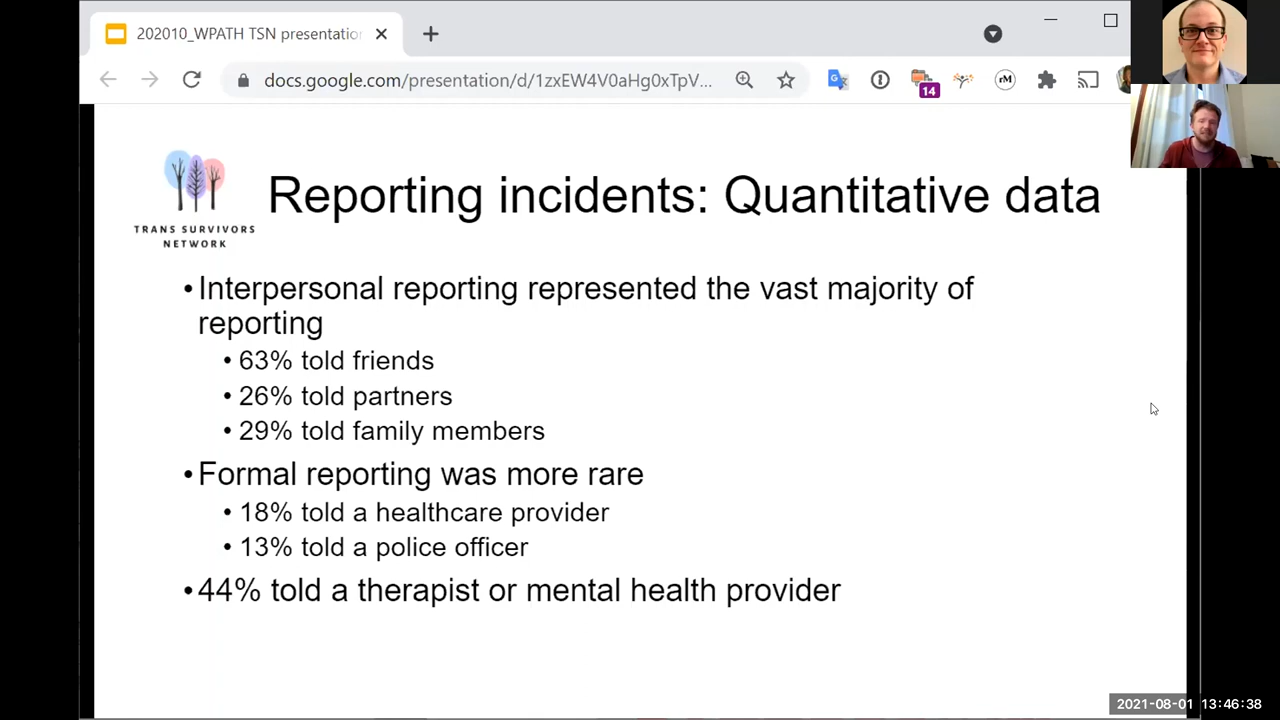 202010_WPATH TSN presentation
docs.google.com/presentation/d/1zxEW4V0aHg0xTpV...
14
rM
Reporting incidents: Quantitative data
TRANS SURVIVORS
NETWORK
•Interpersonal reporting represented the vast majority of
reporting
• 63% told friends
• 26% told partners
• 29% told family members
•Formal reporting was more rare
• 18% told a healthcare provider
• 13% told a police officer
•44% told a therapist or mental health provider
2021-08-01 13:46:38